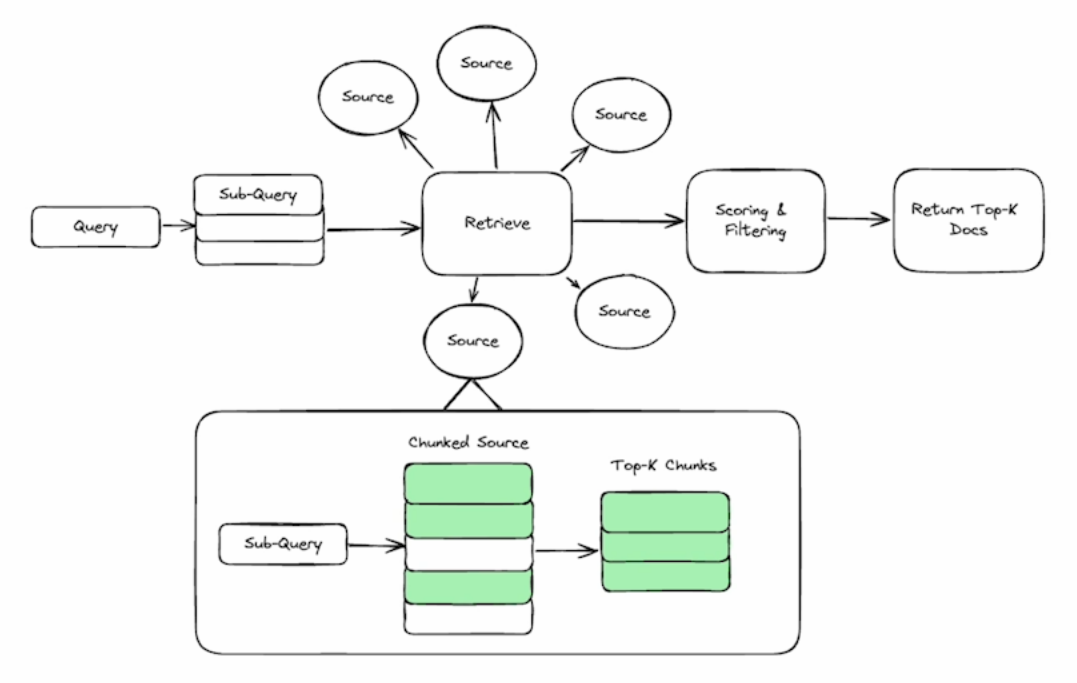 Source
Source
Source
Sub-Query
Query
Retrieve
Scoring &
Filtering
Return Top-K
Docs
Source
Source
Chunked Source
Top-K Chunks
Sub-Query